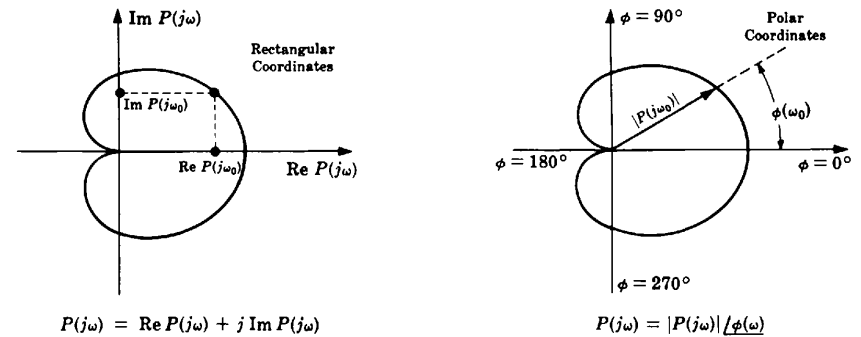 Im P(jω)
Rectangular
Coordinates
Im P(jω₀)
Re P(jω₀)
Re P(jω)
P(jω) = Re P(jω) + j Im P(jω)
ϕ = 90°
Polar
Coordinates
|P(jω₀)|
ϕ(ω₀)
ϕ = 180°
ϕ = 0°
ϕ = 270°
P(jω) = |P(jω)| /ϕ(ω)